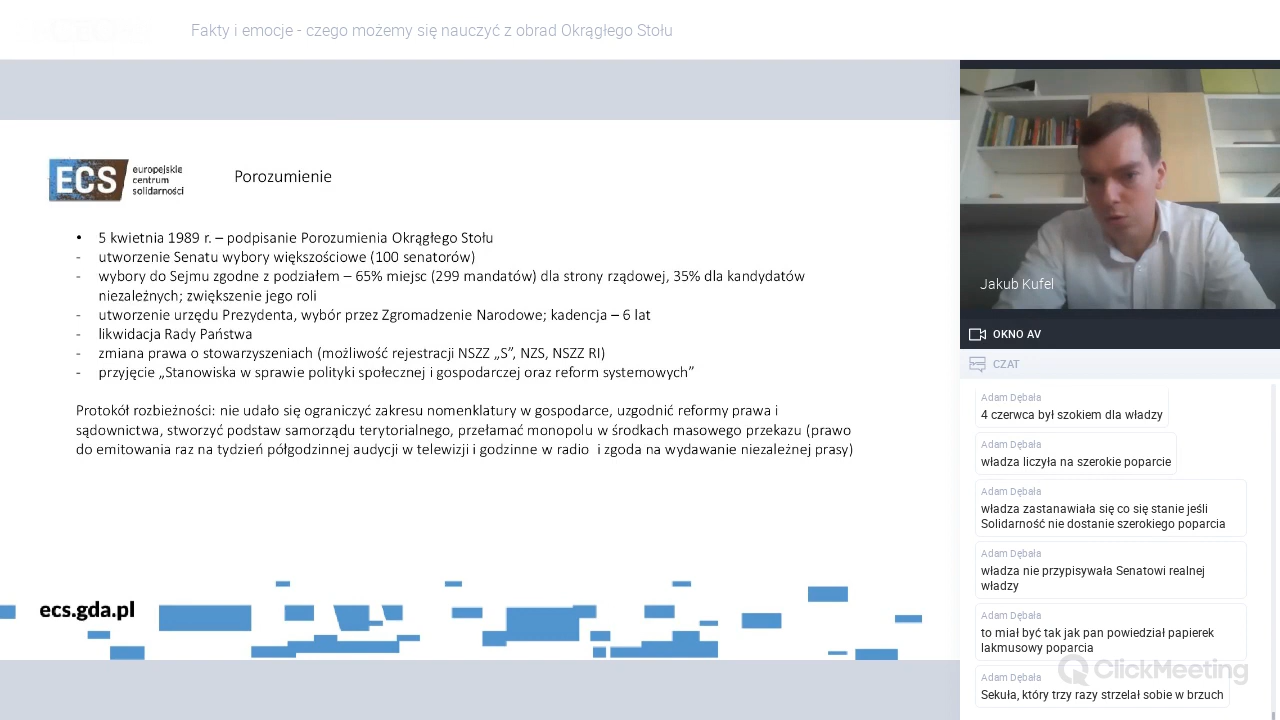 Fakty i emocje - czego możemy się nauczyć z obrad Okrągłego Stołu
ECS europejskie
centrum
solidarności
Porozumienie
• 5 kwietnia 1989 r. – podpisanie Porozumienia Okrągłego Stołu
- utworzenie Senatu wybory większościowe (100 senatorów)
- wybory do Sejmu zgodne z podziałem – 65% miejsc (299 mandatów) dla strony rządowej, 35% dla kandydatów
niezależnych; zwiększenie jego roli
- utworzenie urzędu Prezydenta, wybór przez Zgromadzenie Narodowe; kadencja – 6 lat
- likwidacja Rady Państwa
- zmiana prawa o stowarzyszeniach (możliwość rejestracji NSZZ „S”, NZS, NSZZ RI)
- przyjęcie „Stanowiska w sprawie polityki społecznej i gospodarczej oraz reform systemowych”
Protokół rozbieżności: nie udało się ograniczyć zakresu nomenklatury w gospodarce, uzgodnić reformy prawa i
sądownictwa, stworzyć podstaw samorządu terytorialnego, przełamać monopolu w środkach masowego przekazu (prawo
do emitowania raz na tydzień półgodzinnej audycji w telewizji i godzinne w radio i zgoda na wydawanie niezależnej prasy)
ecs.gda.pl
Jakub Kufel
OKNO AV
CZAT
Adam Dębała
4 czerwca był szokiem dla władzy
Adam Dębała
władza liczyła na szerokie poparcie
Adam Dębała
władza zastanawiała się co się stanie jeśli
Solidarność nie dostanie szerokiego poparcia
Adam Dębała
władza nie przypisywała Senatowi realnej
władzy
Adam Dębała
to miał być tak jak pan powiedział papierek
lakmusowy poparcia
Adam Dębała
Sekuła, który trzy razy strzelał sobie w brzuch
ClickMeeting